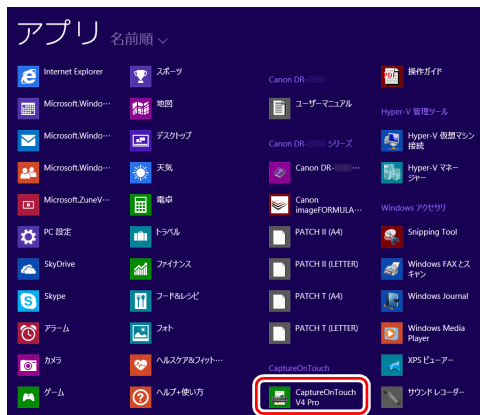 アプリ 名前順
Internet Explorer
Microsoft.Windo…
Microsoft.Windo…
Microsoft.Windo…
Microsoft.ZuneV…
PC 設定
SkyDrive
Skype
アラーム
カメラ
ゲーム
スポーツ
地図
デスクトップ
天気
電卓
トラベル
ファイナンス
フード&レシピ
フォト
ヘルスケア&フィット…
ヘルプ+使い方
Canon DR-
ユーザーマニュアル
Canon DR- シリーズ
Canon DR- …
Canon
imageFORMULA…
PATCH II (A4)
PATCH II (LETTER)
PATCH T (A4)
PATCH T (LETTER)
CaptureOnTouch
CaptureOnTouch
V4 Pro
PDF
操作ガイド
Hyper-V 管理ツール
Hyper-V 仮想マシン
接続
Hyper-V マネー
ジャー
Windows アクセサリ
Snipping Tool
Windows FAX とス
キャン
Windows Journal
Windows Media
Player
XPS ビューアー
サウンド レコーダー